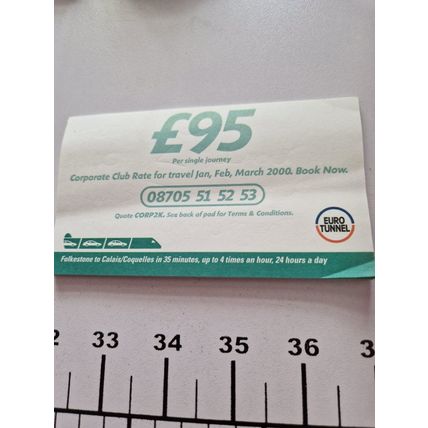 £95
Per single journey
Corporate Club Rate for travel Jan, Feb, March 2000. Book Now.
08705 51 52 53
Quote CORP2K. See back of pad for Terms & Conditions.
EURO
TUNNEL
Folkestone to Calais/Coquelles in 35 minutes, up to 4 times an hour, 24 hours a day
33 34 35 36